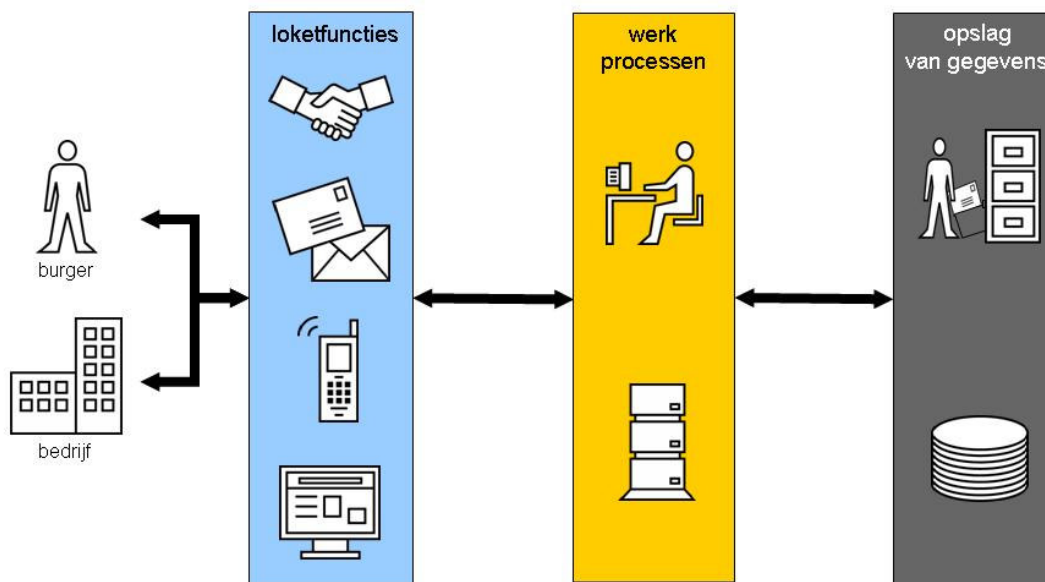 loketfuncties
werk
processen
opslag
van gegevens
burger
bedrijf